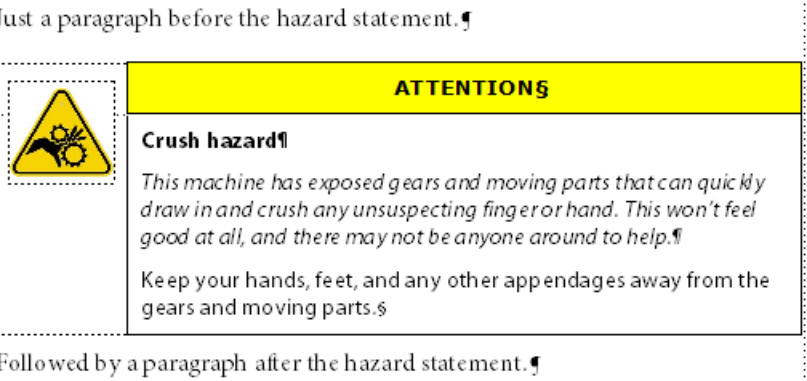 Just a paragraph before the hazard statement.¶
ATTENTION§
Crush hazard¶
This machine has exposed gears and moving parts that can quickly
draw in and crush any unsuspecting finger or hand. This won't feel
good at all, and there may not be anyone around to help.¶
Keep your hands, feet, and any other appendages away from the
gears and moving parts.§
Followed by a paragraph after the hazard statement.¶